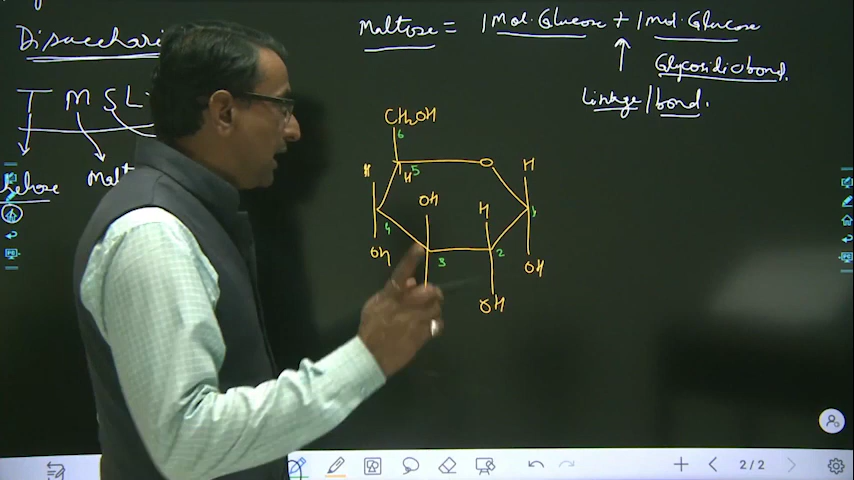 Disacchari
T M S L
Malt
Maltose = 1 Mol. Glucose + 1 Mol. Glucose
Glycosidic bond.
Linkage/bond.
CH₂OH
6
H
5
O
H
H
OH
H
4
1
OH
3
2
OH
OH
2/2